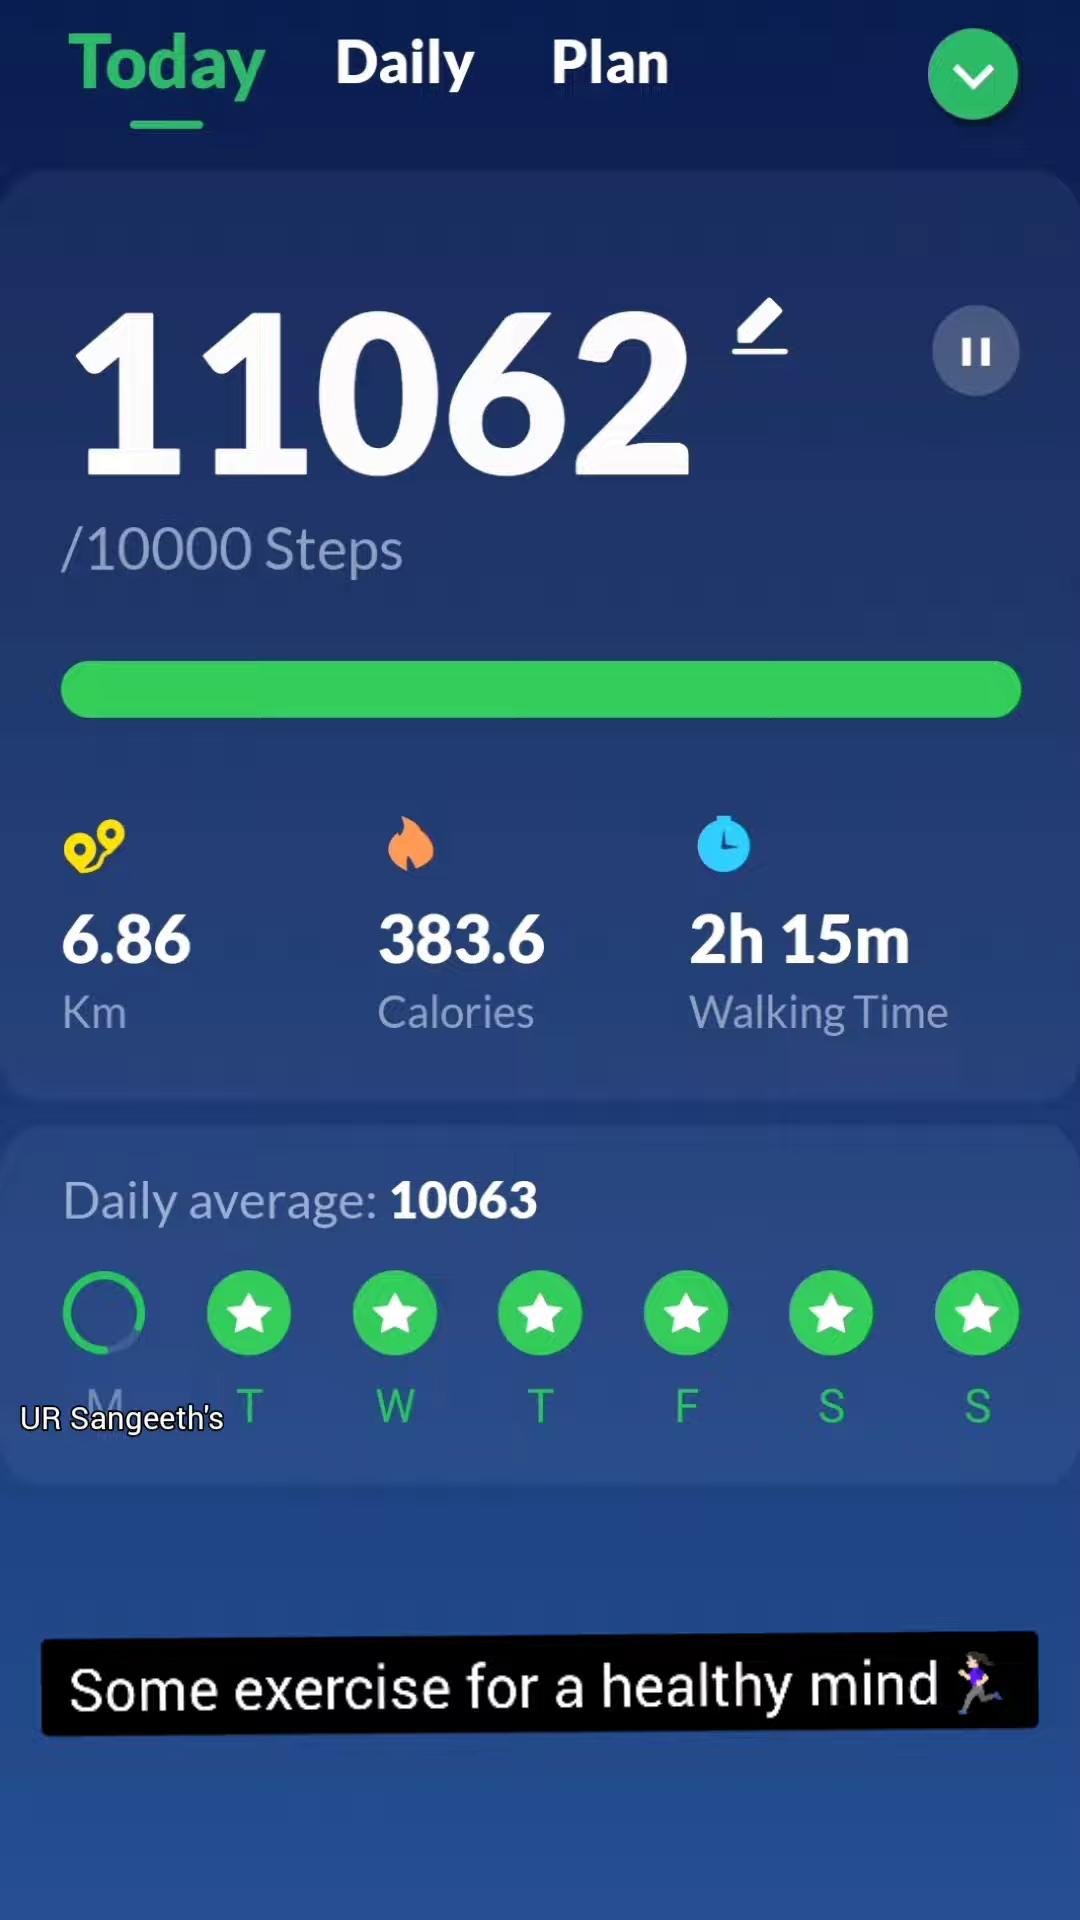 Today Daily Plan
11062
/10000 Steps
6.86 383.6 2h 15m
Km Calories Walking Time
Daily average: 10063
M T W T F S S
UR Sangeeth's
Some exercise for a healthy mind🏃🏻‍♀️